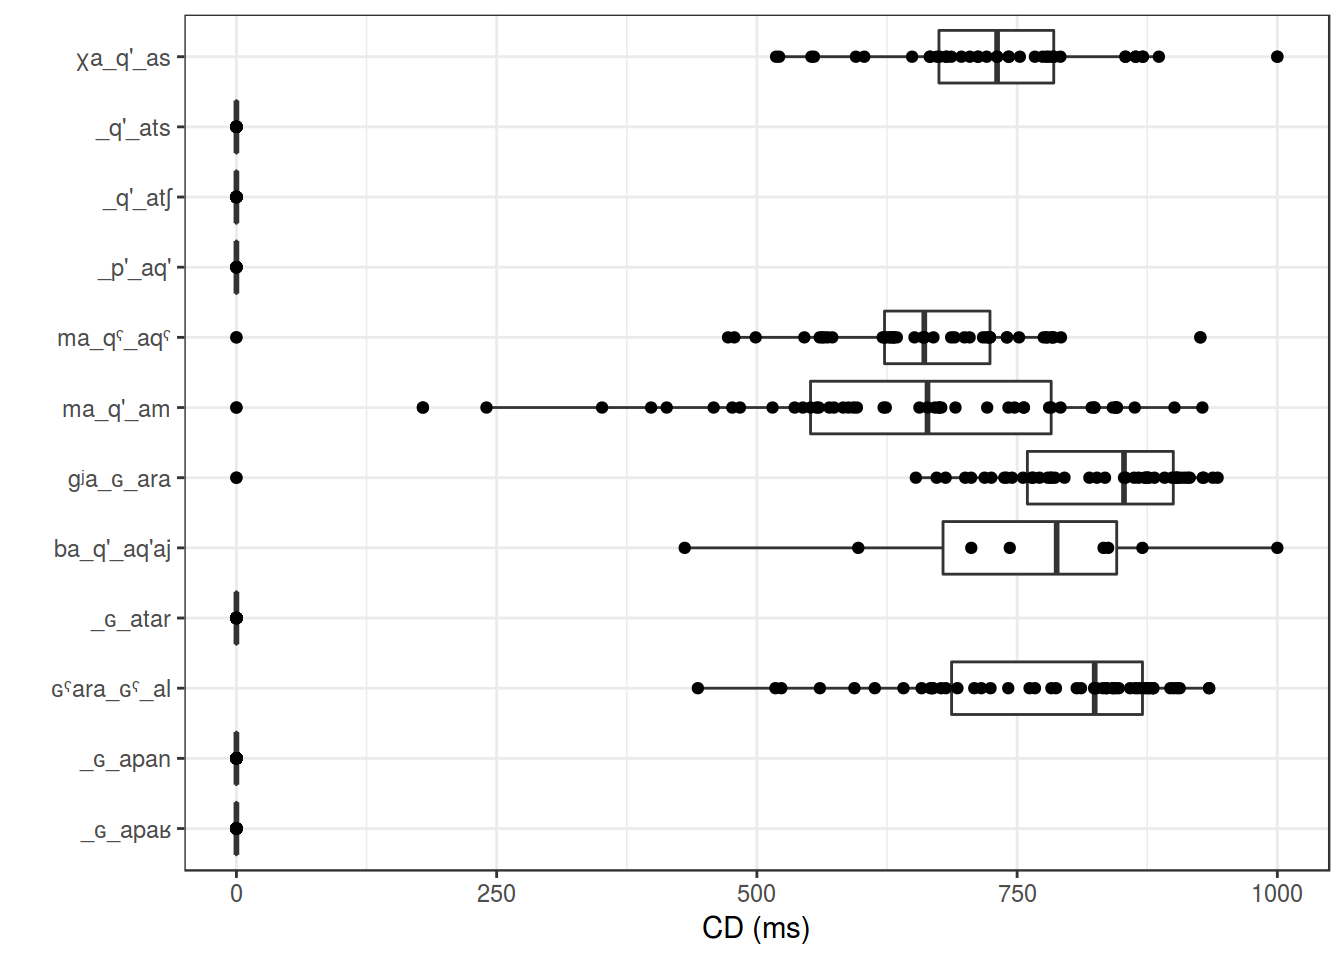 χa_q'_as
_q'_ats
_q'_atʃ
_p'_aq'
ma_qˤ_aqˤ
ma_q'_am
gʲa_ɢ_ara
ba_q'_aq'aj
_ɢ_atar
ɢˤara_ɢˤ_al
_ɢ_apan
_ɢ_apaʁ
0 250 500 750 1000
CD (ms)